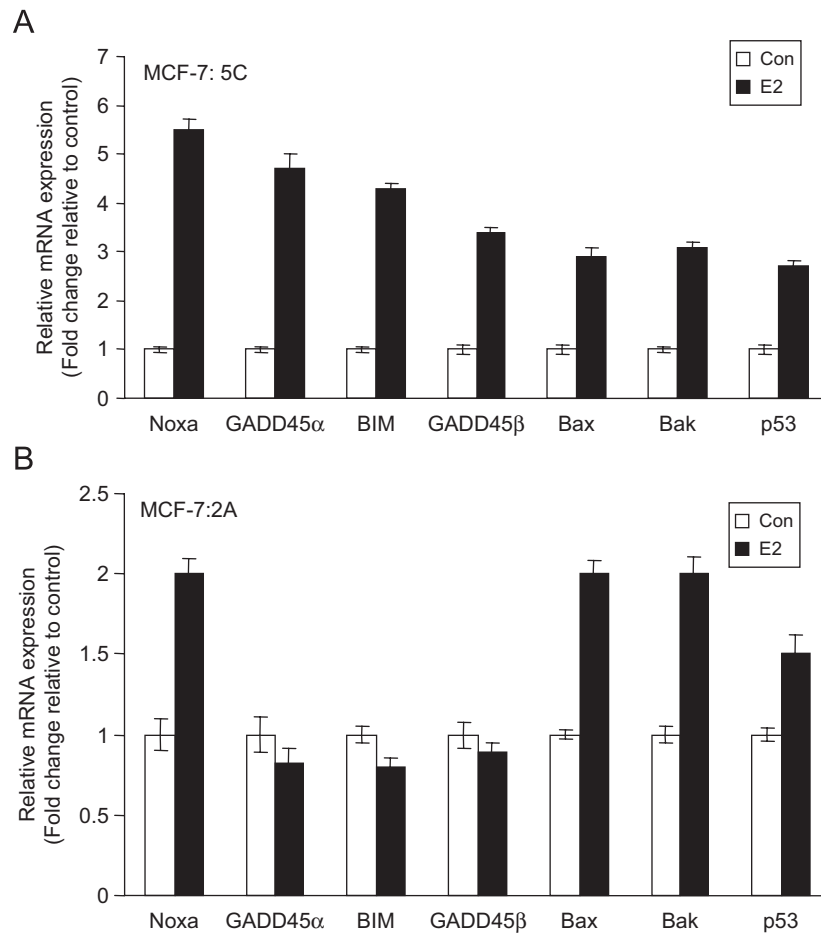 A
MCF-7: 5C
Con
E2
Relative mRNA expression
(Fold change relative to control)
7
6
5
4
3
2
1
0
Noxa GADD45α BIM GADD45β Bax Bak p53
B
MCF-7:2A
Con
E2
Relative mRNA expression
(Fold change relative to control)
2.5
2
1.5
1
0.5
0
Noxa GADD45α BIM GADD45β Bax Bak p53